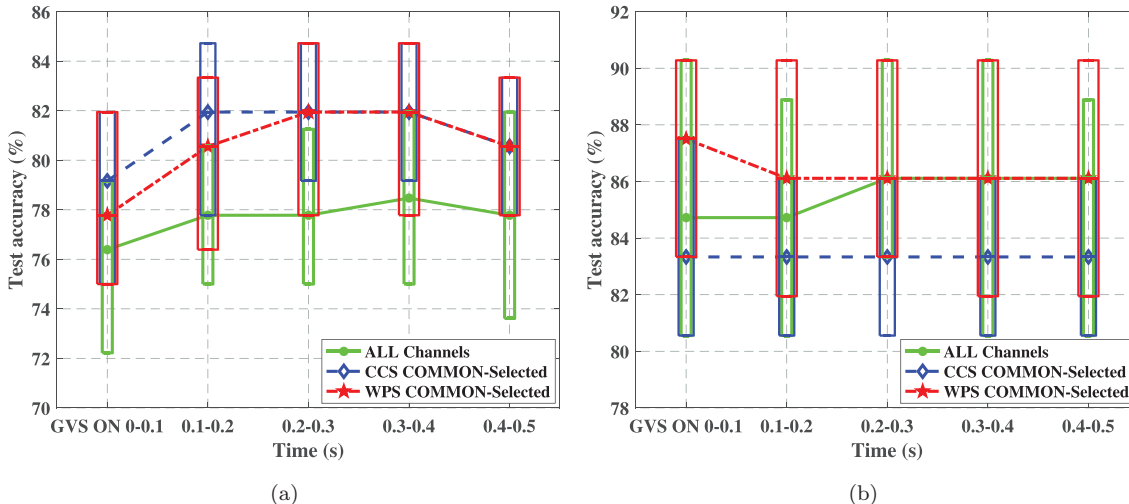 86
84
82
80
78
76
74
72
70
Test accuracy (%)
GVS ON 0-0.1 0.1-0.2 0.2-0.3 0.3-0.4 0.4-0.5
Time (s)
ALL Channels
CCS COMMON-Selected
WPS COMMON-Selected
(a)
92
90
88
86
84
82
80
78
Test accuracy (%)
GVS ON 0-0.1 0.1-0.2 0.2-0.3 0.3-0.4 0.4-0.5
Time (s)
ALL Channels
CCS COMMON-Selected
WPS COMMON-Selected
(b)